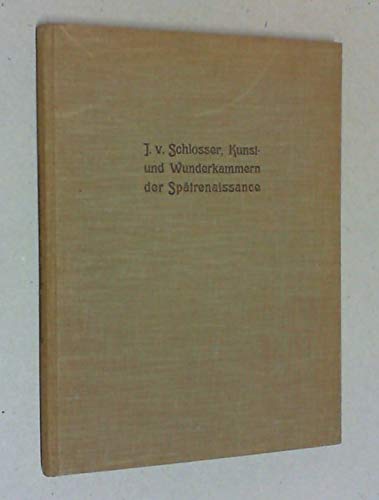 J. v. Schlosser, Kunst-
und Wunderkammern
der Spätrenaissance